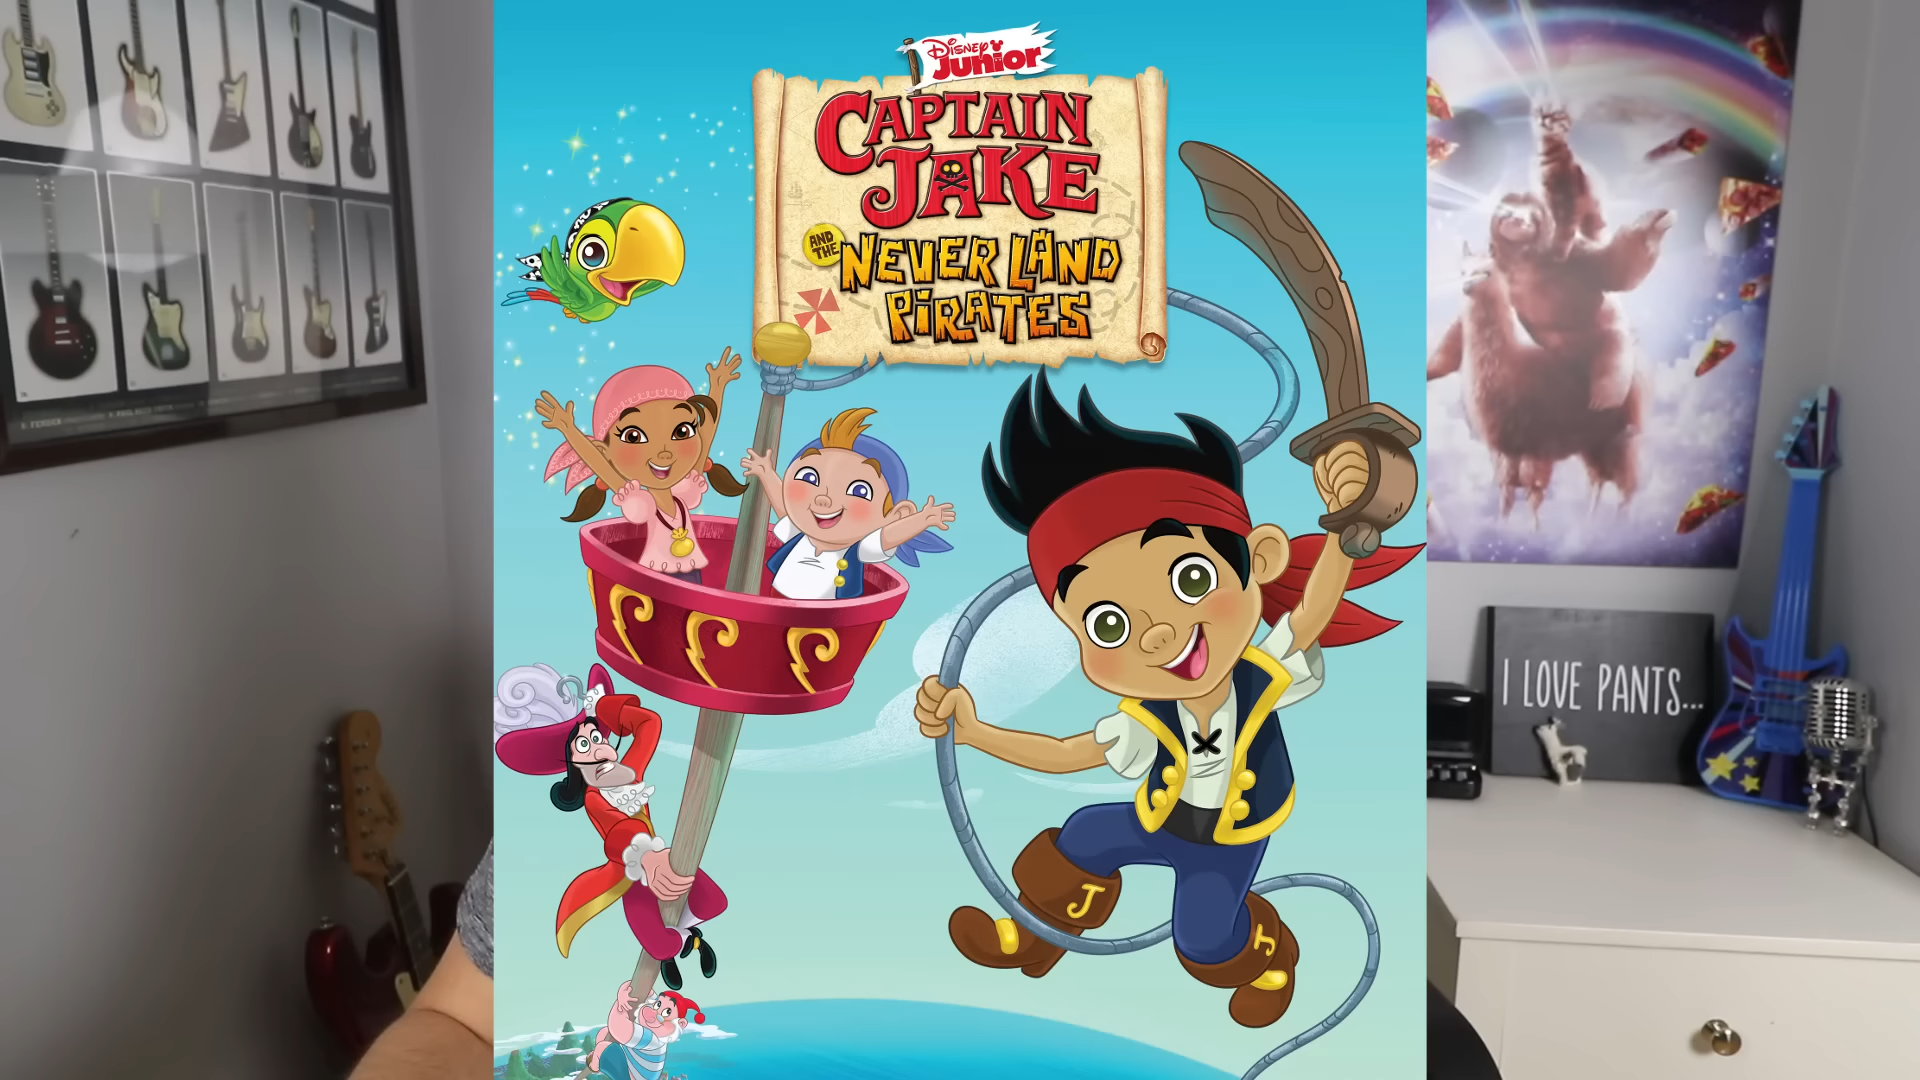 Disney
Junior
CAPTAIN
JAKE
AND
THE
NEVER LAND
PIRATES
J
J
I LOVE PANTS...